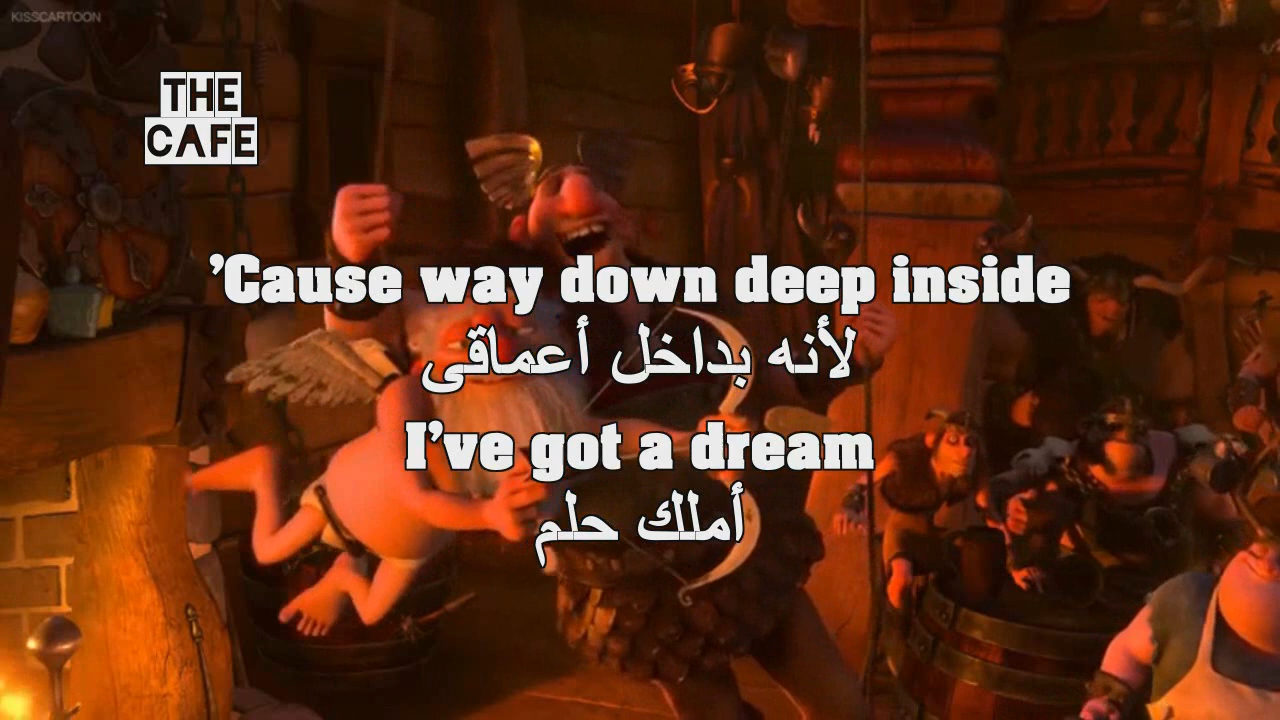 KISSCARTOON
THE
CAFE
’Cause way down deep inside
لأنه بداخل أعماقى
I’ve got a dream
أملك حلم